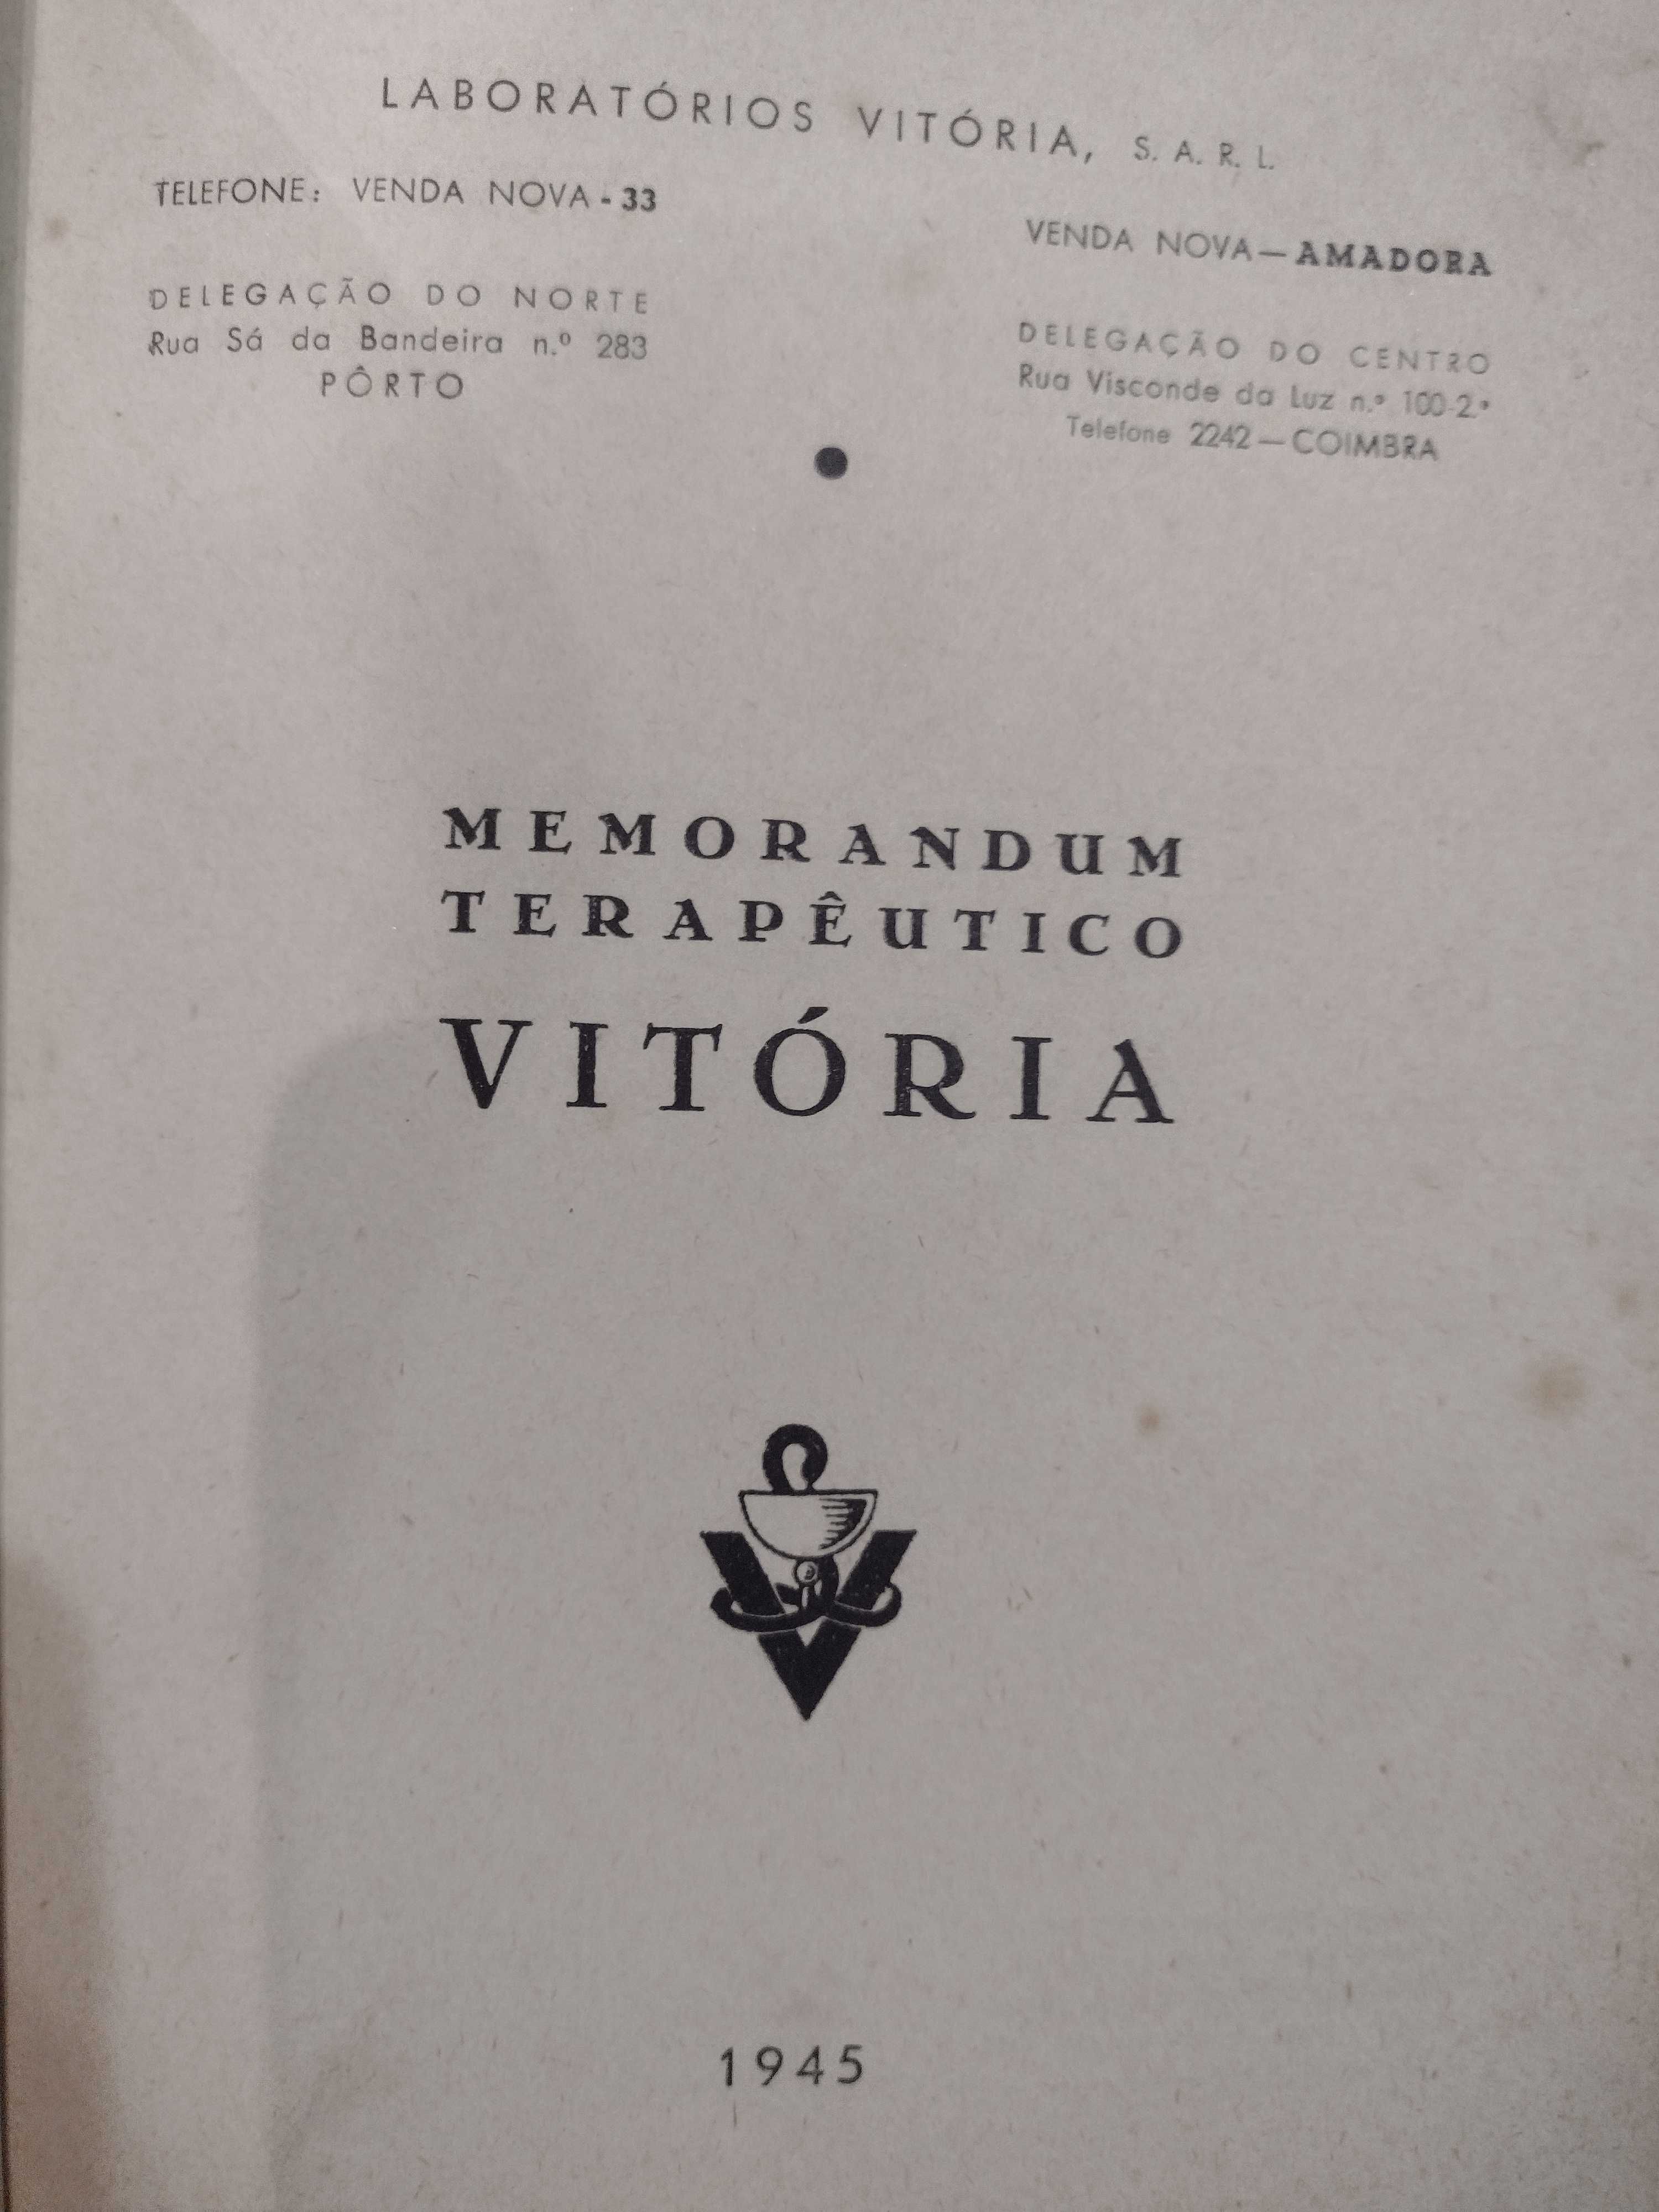 LABORATÓRIOS VITÓRIA, S. A. R. L.
TELEFONE: VENDA NOVA - 33
VENDA NOVA — AMADORA
DELEGAÇÃO DO NORTE
Rua Sá da Bandeira n.º 283
PÔRTO
DELEGAÇÃO DO CENTRO
Rua Visconde da Luz n.º 100-2.º
Telefone 2242 — COIMBRA
MEMORANDUM
TERAPÊUTICO
VITÓRIA
1945